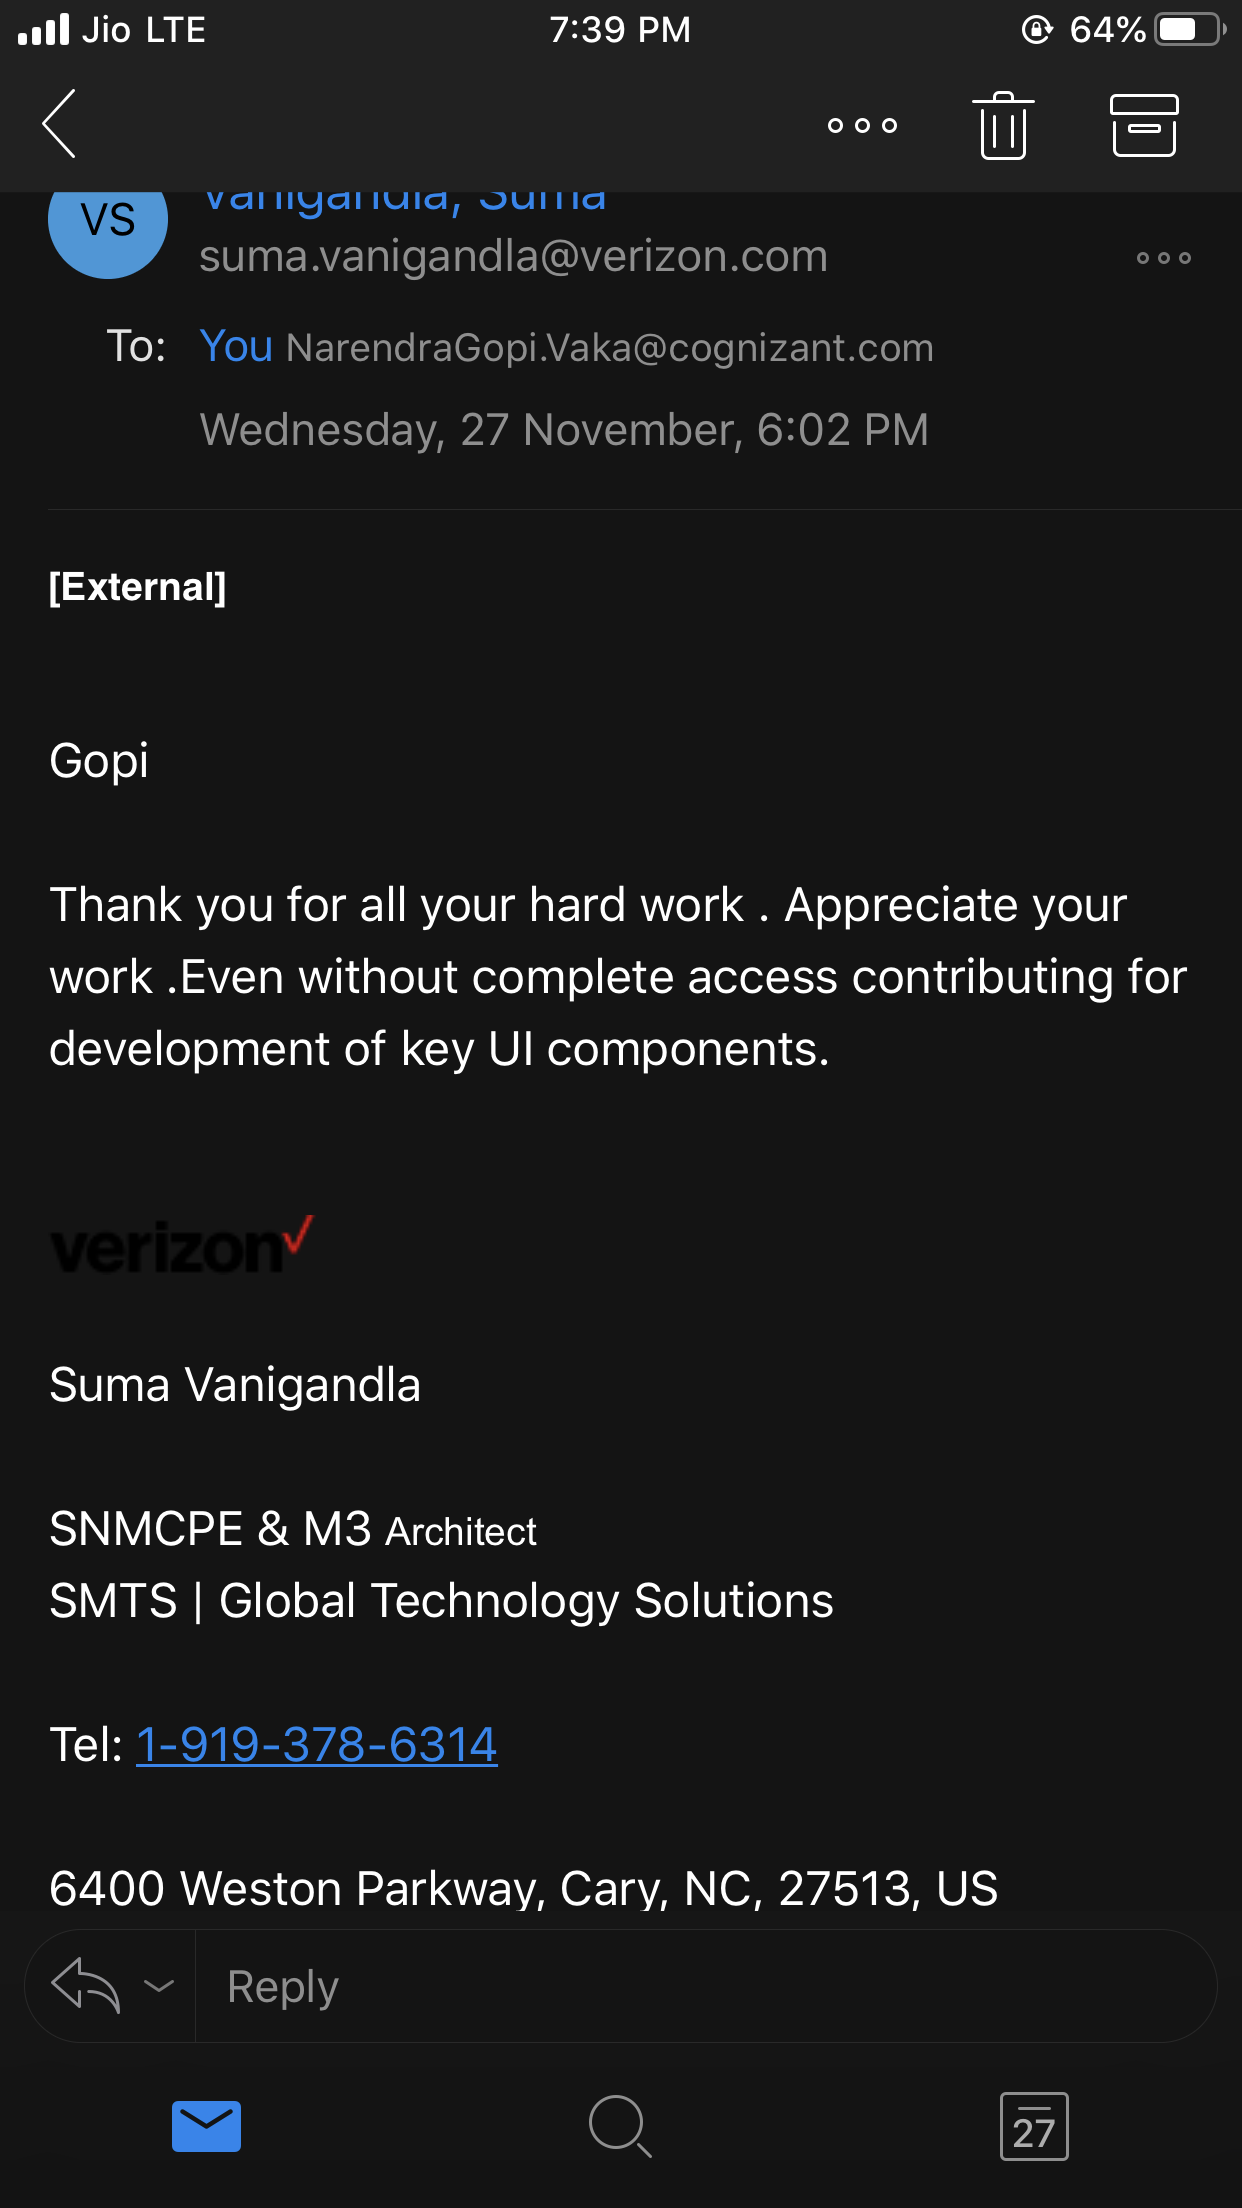 Jio LTE 7:39 PM 64%
VS Vanigandla, Suma
suma.vanigandla@verizon.com
To: You NarendraGopi.Vaka@cognizant.com
Wednesday, 27 November, 6:02 PM
[External]
Gopi
Thank you for all your hard work . Appreciate your
work .Even without complete access contributing for
development of key UI components.
verizon
Suma Vanigandla
SNMCPE & M3 Architect
SMTS | Global Technology Solutions
Tel: 1-919-378-6314
6400 Weston Parkway, Cary, NC, 27513, US
Reply
27